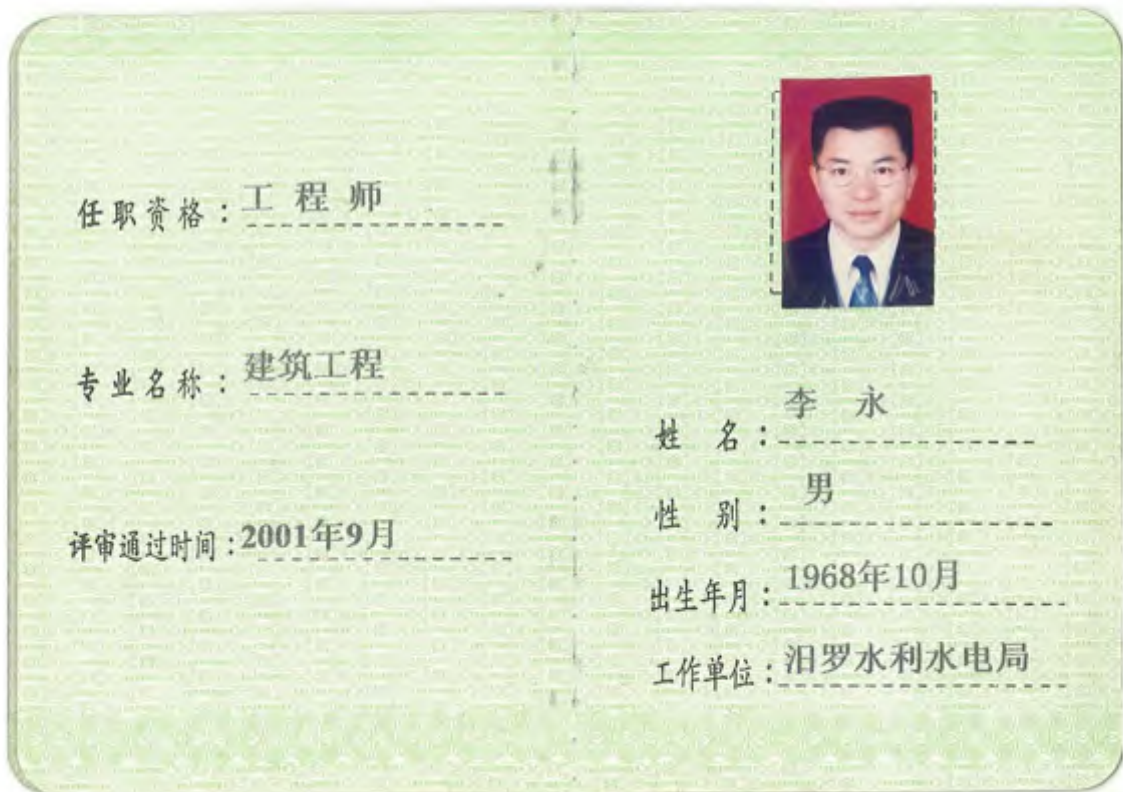 任职资格：工 程 师
专业名称：建筑工程
评审通过时间：2001年9月
姓 名：李 永
性 别：男
出生年月：1968年10月
工作单位：汨罗水利水电局